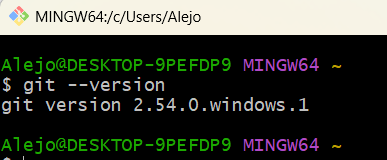 MINGW64:/c/Users/Alejo
Alejo@DESKTOP-9PEFDP9 MINGW64 ~
$ git --version
git version 2.54.0.windows.1
Alejo@DESKTOP-9PEFDP9 MINGW64 ~
$